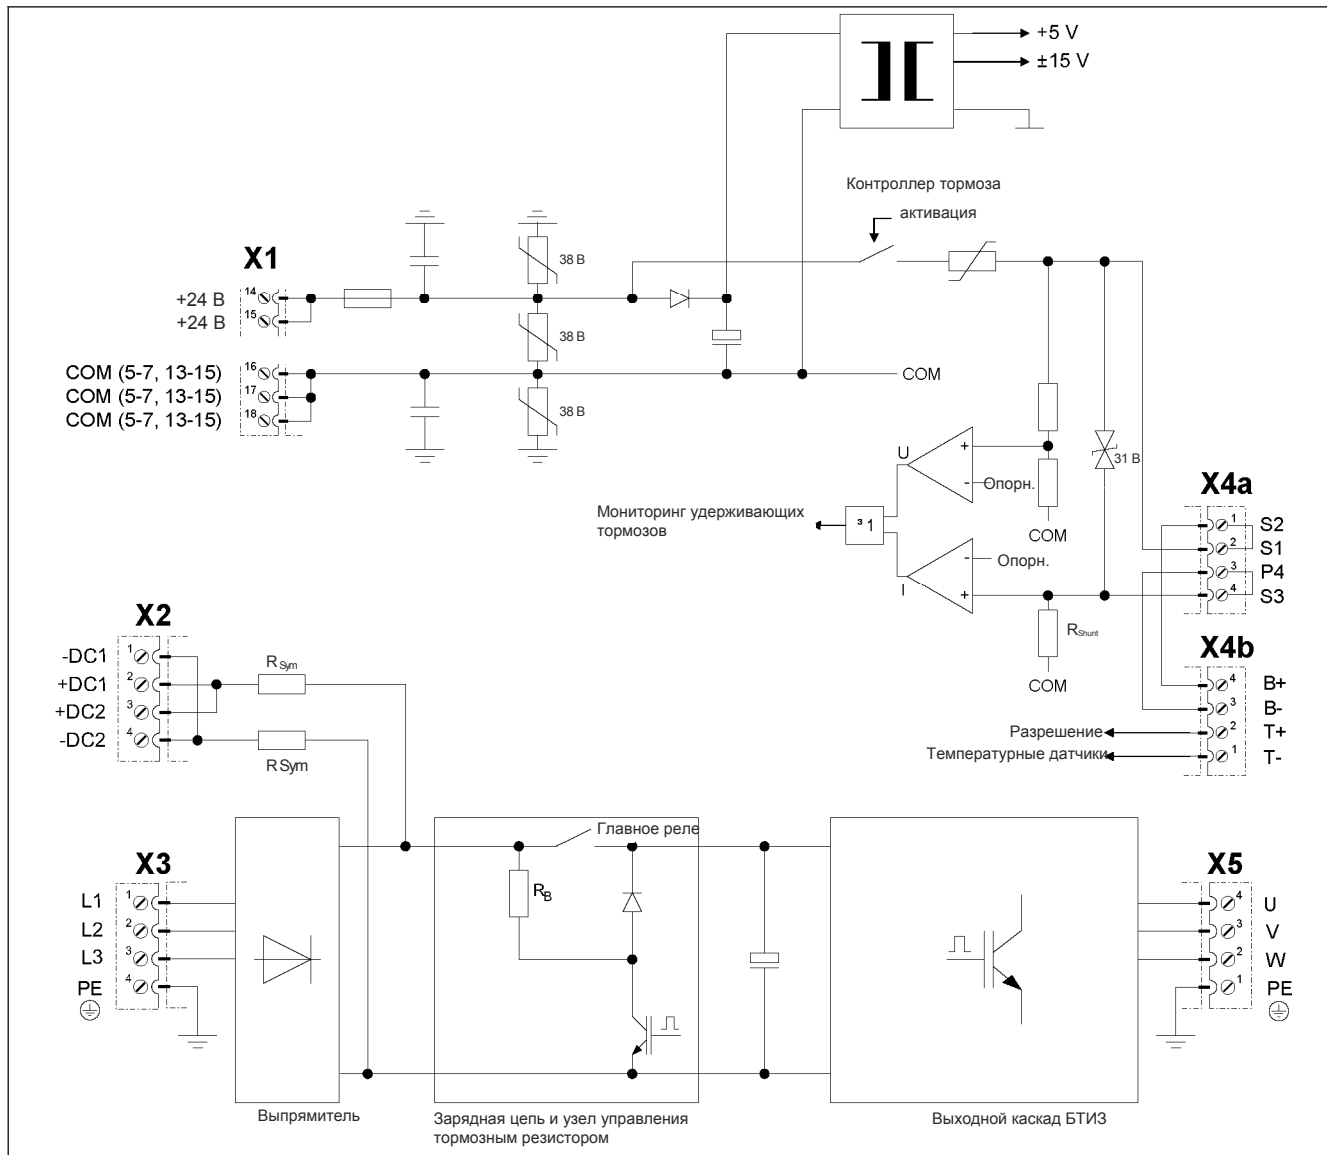 +5 V
±15 V
Контроллер тормоза
активация
X1
+24 В 14
+24 В 15
38 В
38 В
38 В
COM (5-7, 13-15) 16
COM (5-7, 13-15) 17
COM (5-7, 13-15) 18
COM
U
+
-
Опорн.
31 В
COM
Мониторинг удерживающих
тормозов
³ 1
-
Опорн.
I
+
RShunt
COM
X4a
1 S2
2 S1
3 P4
4 S3
X4b
4 B+
3 B-
Разрешение 2 T+
Температурные датчики 1 T-
X2
-DC1 1
+DC1 2
+DC2 3
-DC2 4
R Sym
R Sym
X3
L1 1
L2 2
L3 3
PE 4
Главное реле
RB
X5
4 U
3 V
2 W
1 PE
Выпрямитель
Зарядная цепь и узел управления
тормозным резистором
Выходной каскад БТИЗ